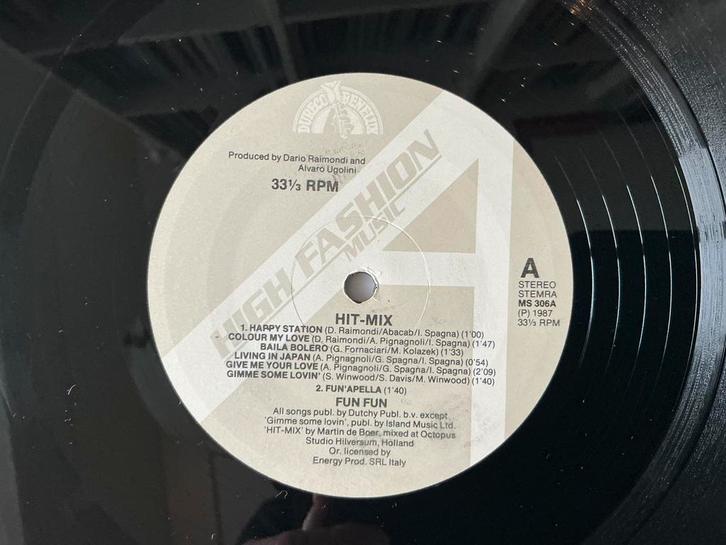 DURECO BENELUX
Produced by Dario Raimondi and
Alvaro Ugolini
33⅓ RPM
HIGH FASHION
MUSIC
A
STEREO
STEMRA
MS 306A
(P) 1987
33⅓ RPM
HIT-MIX
1. HAPPY STATION (D. Raimondi/Abacab/I. Spagna) (1'00)
COLOUR MY LOVE (D. Raimondi/A. Pignagnoli/I. Spagna) (1'47)
BAILA BOLERO (G. Fornaciari/M. Kolazek) (1'33)
LIVING IN JAPAN (A. Pignagnoli/G. Spagna/I. Spagna) (0'54)
GIVE ME YOUR LOVE (A. Pignagnoli/G. Spagna/I. Spagna) (2'09)
GIMME SOME LOVIN' (S. Winwood/S. Davis/M. Winwood) (1'40)
2. FUN'APELLA (1'40)
FUN FUN
All songs publ. by Dutchy Publ. b.v. except
'Gimme some lovin', publ. by Island Music Ltd.
'HIT-MIX' by Martin de Boer, mixed at Octopus
Studio Hilversum, Holland
Or. licensed by
Energy Prod. SRL Italy